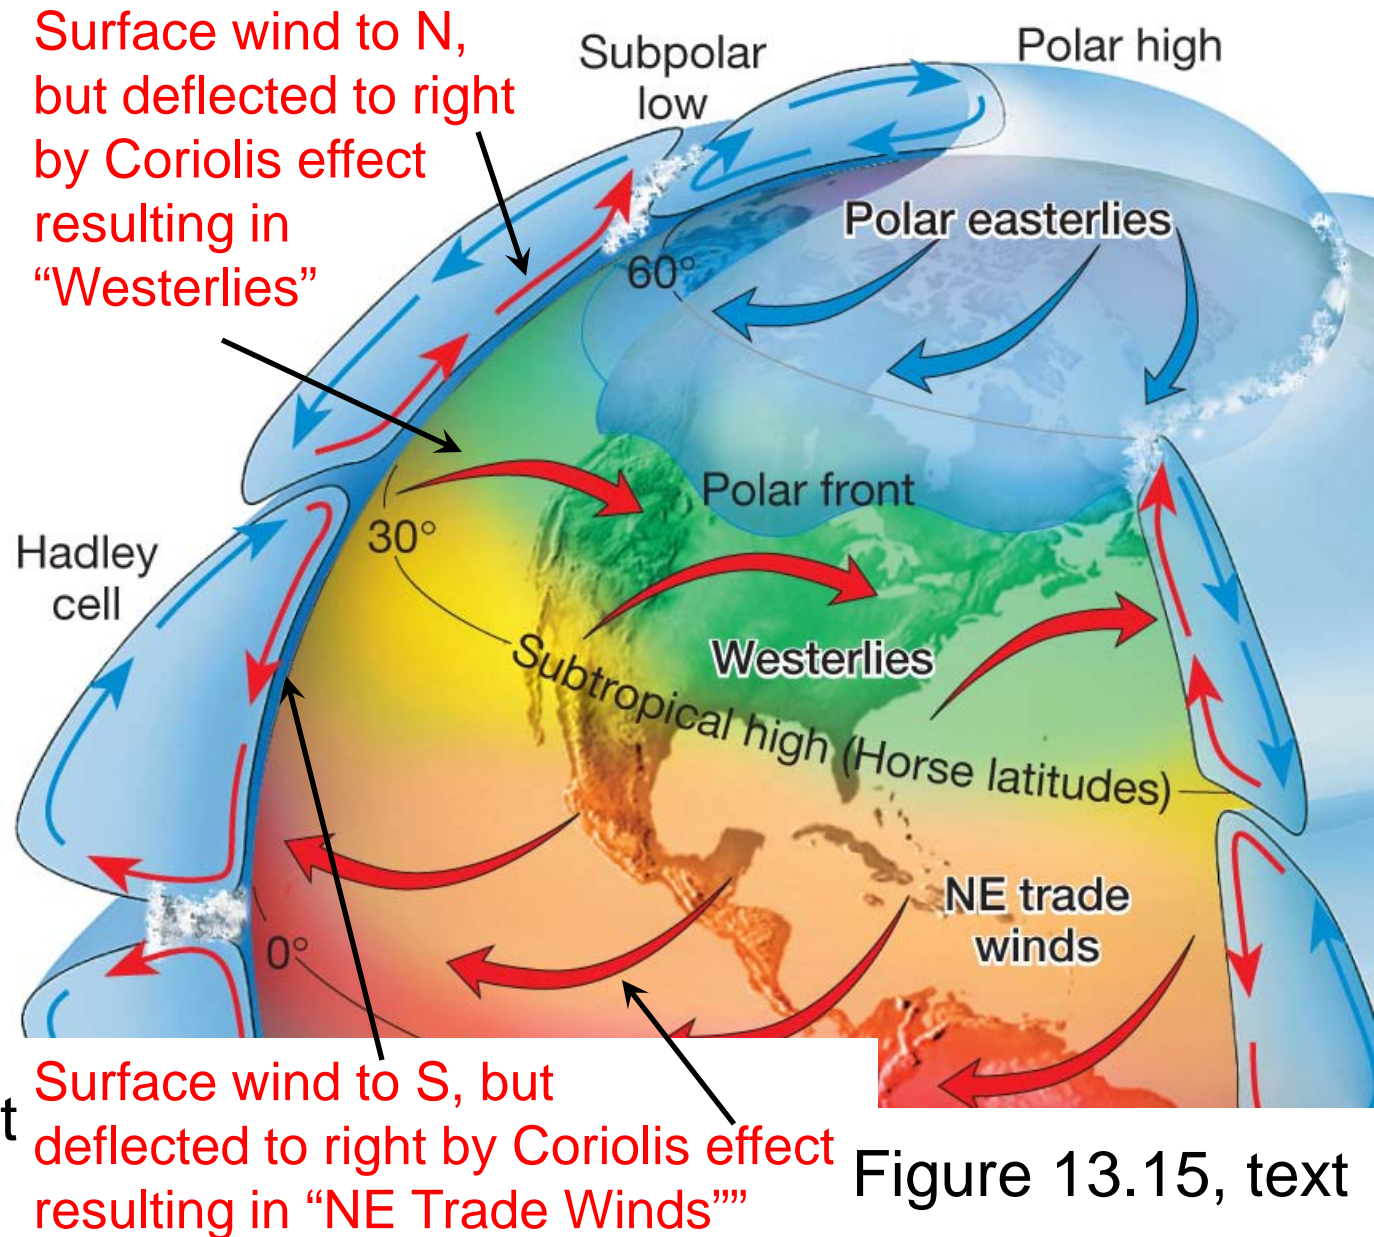 Surface wind to N,
but deflected to right
by Coriolis effect
resulting in
“Westerlies”
Subpolar
low
Polar high
Polar easterlies
60°
Polar front
30°
Hadley
cell
Westerlies
Subtropical high (Horse latitudes)
NE trade
winds
0°
t
Surface wind to S, but
deflected to right by Coriolis effect
resulting in “NE Trade Winds””
Figure 13.15, text